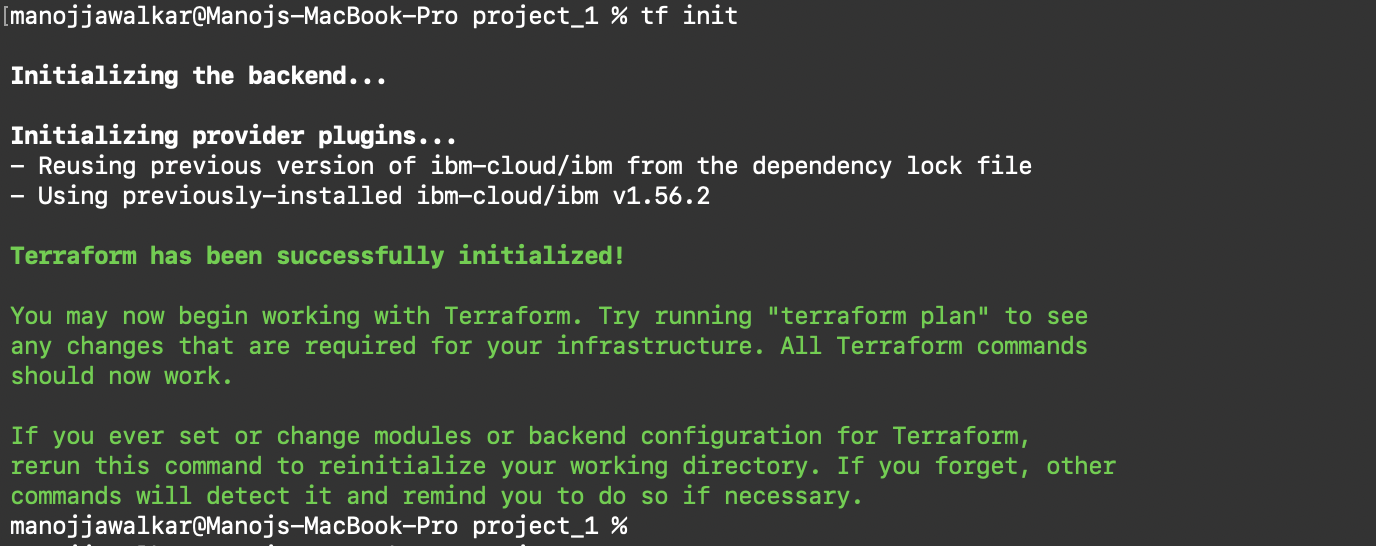 [manojjawalkar@Manojs-MacBook-Pro project_1 % tf init
Initializing the backend...
Initializing provider plugins...
- Reusing previous version of ibm-cloud/ibm from the dependency lock file
- Using previously-installed ibm-cloud/ibm v1.56.2
Terraform has been successfully initialized!
You may now begin working with Terraform. Try running "terraform plan" to see
any changes that are required for your infrastructure. All Terraform commands
should now work.
If you ever set or change modules or backend configuration for Terraform,
rerun this command to reinitialize your working directory. If you forget, other
commands will detect it and remind you to do so if necessary.
manojjawalkar@Manojs-MacBook-Pro project_1 %